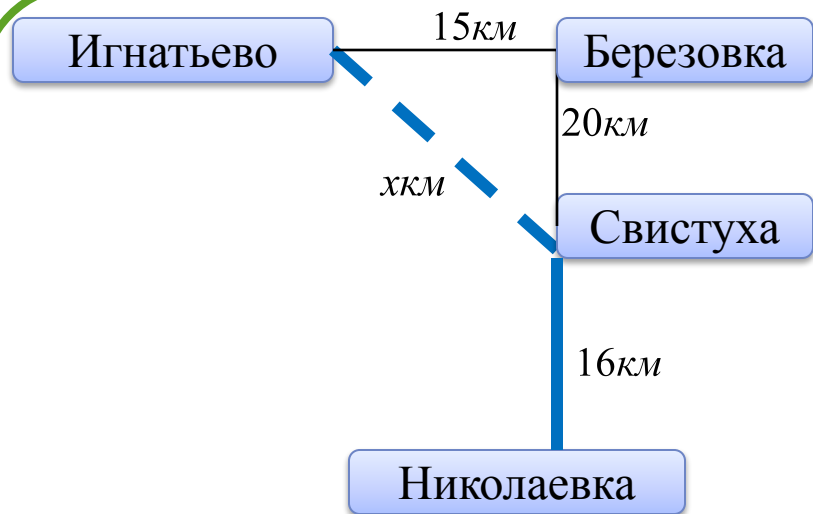 Игнатьево
15км
Березовка
20км
хкм
Свистуха
16км
Николаевка